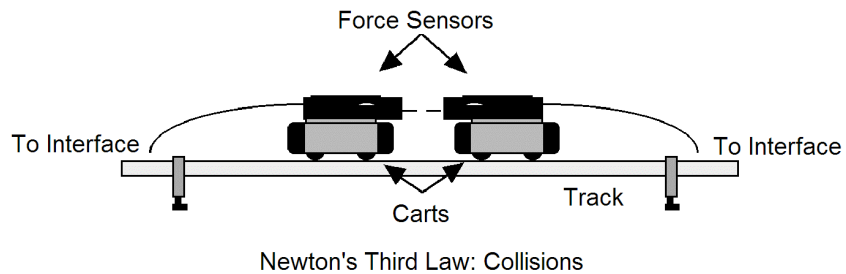 Force Sensors
To Interface
To Interface
Track
Carts
Newton's Third Law: Collisions